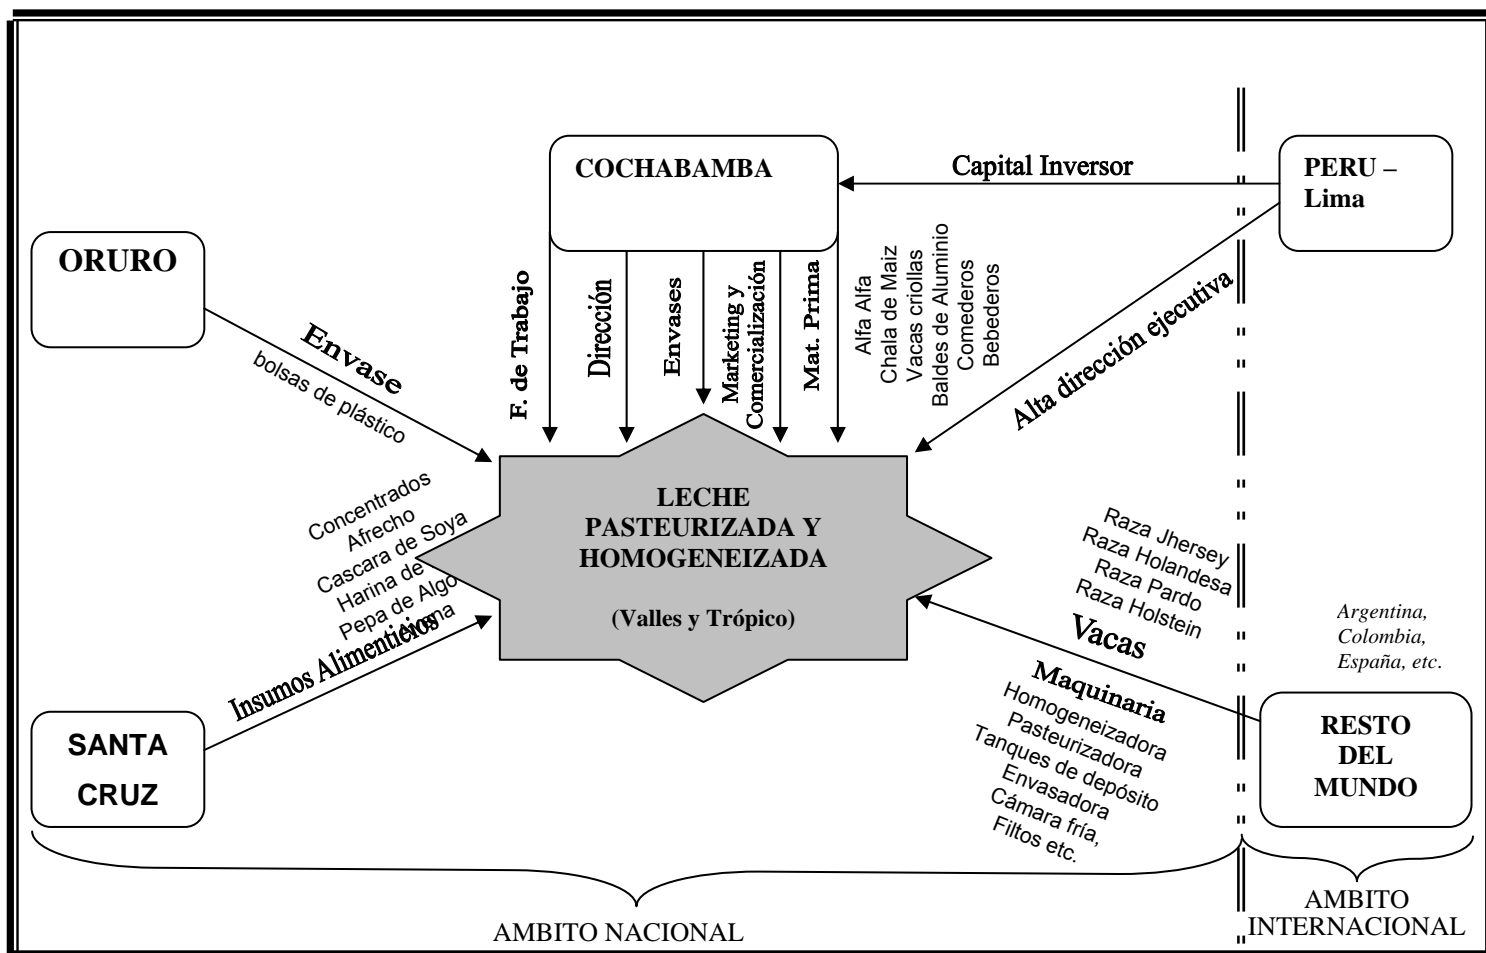 COCHABAMBA
Capital Inversor
PERU –
Lima
ORURO
Envase
bolsas de plástico
F. de Trabajo
Dirección
Envases
Marketing y
Comercialización
Mat. Prima
Alfa Alfa
Chala de Maiz
Vacas criollas
Baldes de Aluminio
Comederos
Bebederos
Alta dirección ejecutiva
LECHE
PASTEURIZADA Y
HOMOGENEIZADA
(Valles y Trópico)
Concentrados
Afrecho
Cascara de Soya
Harina de
Pepa de Algo
Insumos Alimenticios
SANTA
CRUZ
Raza Jhersey
Raza Holandesa
Raza Pardo
Raza Holstein
Vacas
Maquinaria
Homogeneizadora
Pasteurizadora
Tanques de depósito
Envasadora
Cámara fría,
Filtos etc.
Argentina,
Colombia,
España, etc.
RESTO
DEL
MUNDO
AMBITO NACIONAL
AMBITO
INTERNACIONAL